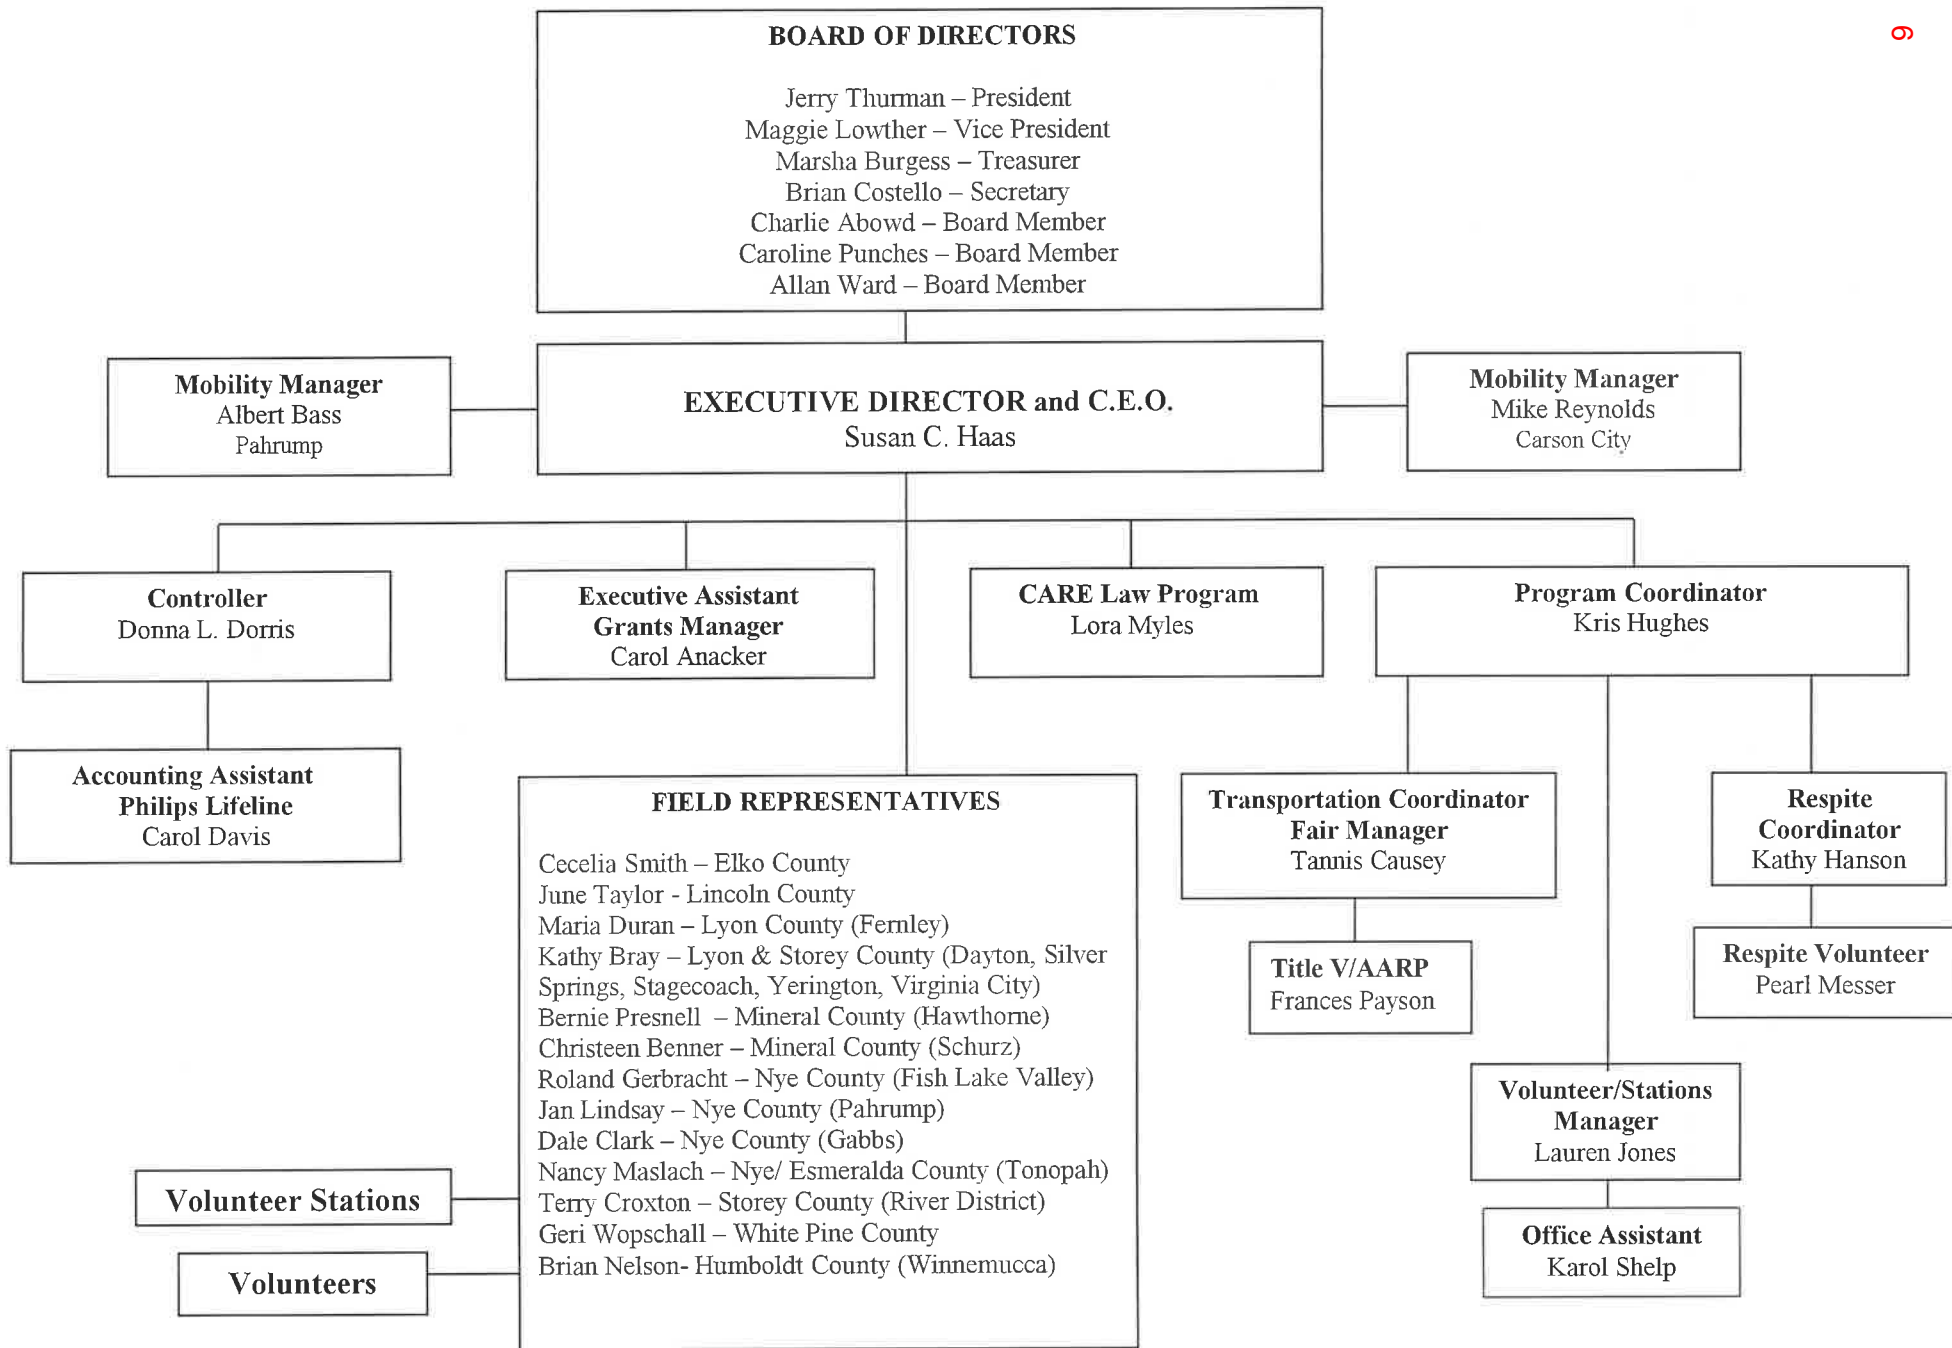 BOARD OF DIRECTORS
Jerry Thurman – President
Maggie Lowther – Vice President
Marsha Burgess – Treasurer
Brian Costello – Secretary
Charlie Abowd – Board Member
Caroline Punches – Board Member
Allan Ward – Board Member
9
Mobility Manager
Albert Bass
Pahrump
EXECUTIVE DIRECTOR and C.E.O.
Susan C. Haas
Mobility Manager
Mike Reynolds
Carson City
Controller
Donna L. Dorris
Executive Assistant
Grants Manager
Carol Anacker
CARE Law Program
Lora Myles
Program Coordinator
Kris Hughes
Accounting Assistant
Philips Lifeline
Carol Davis
FIELD REPRESENTATIVES
Cecelia Smith – Elko County
June Taylor - Lincoln County
Maria Duran – Lyon County (Fernley)
Kathy Bray – Lyon & Storey County (Dayton, Silver
Springs, Stagecoach, Yerington, Virginia City)
Bernie Presnell – Mineral County (Hawthorne)
Christeen Benner – Mineral County (Schurz)
Roland Gerbracht – Nye County (Fish Lake Valley)
Jan Lindsay – Nye County (Pahrump)
Dale Clark – Nye County (Gabbs)
Nancy Maslach – Nye/ Esmeralda County (Tonopah)
Terry Croxton – Storey County (River District)
Geri Wopschall – White Pine County
Brian Nelson- Humboldt County (Winnemucca)
Volunteer Stations
Volunteers
Transportation Coordinator
Fair Manager
Tannis Causey
Title V/AARP
Frances Payson
Respite
Coordinator
Kathy Hanson
Respite Volunteer
Pearl Messer
Volunteer/Stations
Manager
Lauren Jones
Office Assistant
Karol Shelp